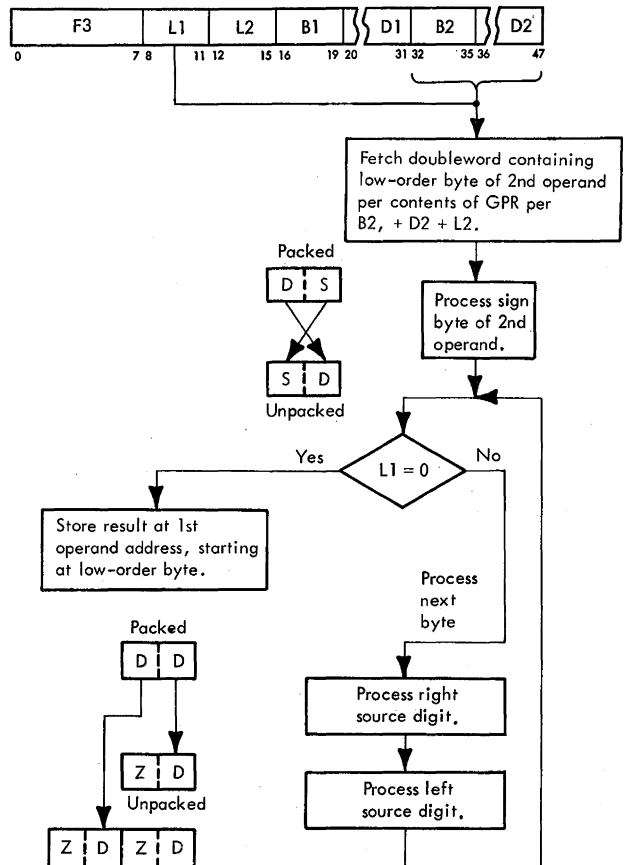 F3 L1 L2 B1 D1 B2 D2
0 7 8 11 12 15 16 19 20 31 32 35 36 47
Fetch doubleword containing
low-order byte of 2nd operand
per contents of GPR per
B2, + D2 + L2.
Packed
D S
S D
Unpacked
Process sign
byte of 2nd
operand.
Yes
L1 = 0
No
Store result at 1st
operand address, starting
at low-order byte.
Process
next
byte
Packed
D D
Z D
Unpacked
Z D Z D
Process right
source digit.
Process left
source digit.